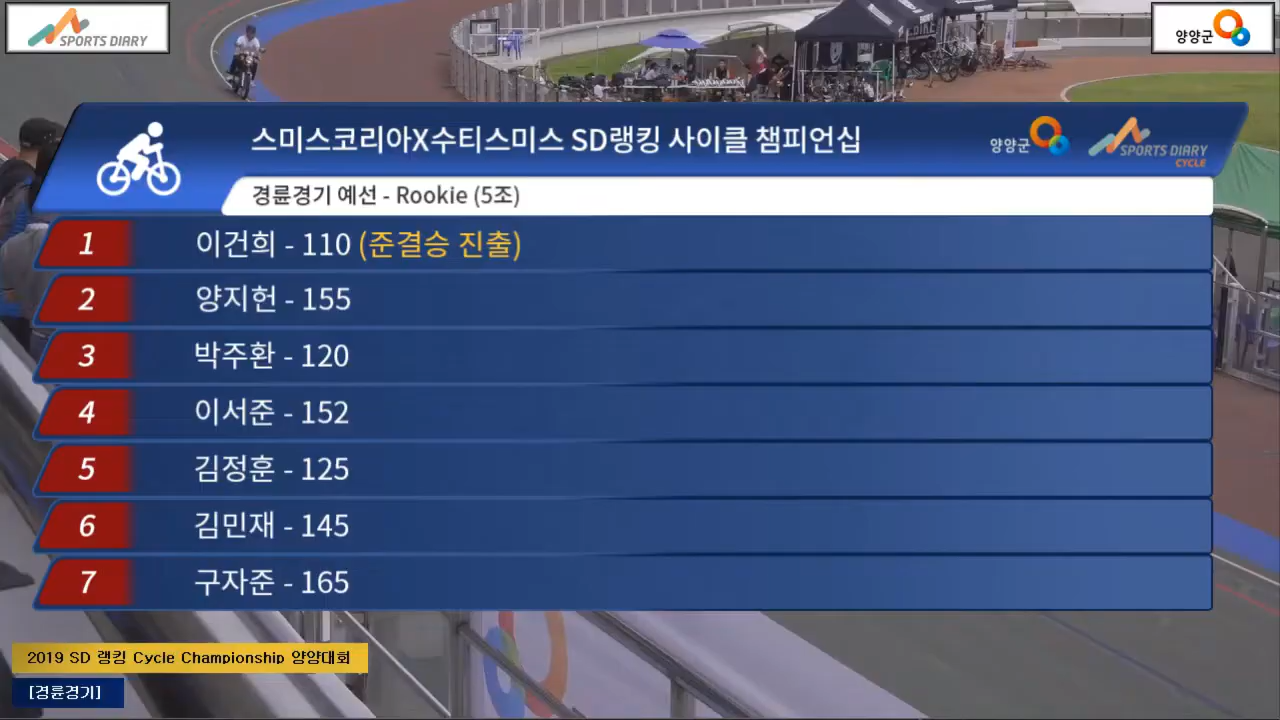 SPORTS DIARY
양양군
스미스코리아X수티스미스 SD랭킹 사이클 챔피언십
양양군
SPORTS DIARY
CYCLE
경륜경기 예선 - Rookie (5조)
1 이건희 - 110 (준결승 진출)
2 양지헌 - 155
3 박주환 - 120
4 이서준 - 152
5 김정훈 - 125
6 김민재 - 145
7 구자준 - 165
2019 SD 랭킹 Cycle Championship 양양대회
[경륜경기]